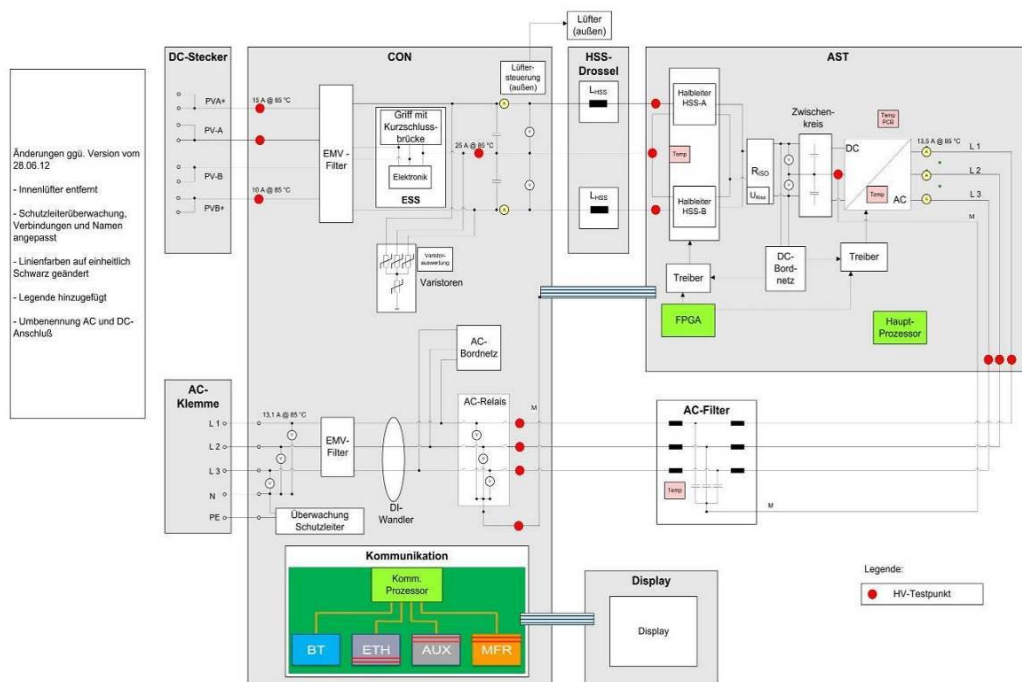 Änderungen ggü. Version vom
28.06.12
- Innenlüfter entfernt
- Schutzleiterüberwachung,
Verbindungen und Namen
angepasst
- Linienfarben auf einheitlich
Schwarz geändert
- Legende hinzugefügt
- Umbenennung AC und DC-
Anschluß
DC-Stecker
PVA+
PV-A
PV-B
PVB+
CON
15 A @ 85 °C
10 A @ 85 °C
EMV-
Filter
Griff mit
Kurzschluss-
brücke
Elektronik
ESS
25 A @ 85 °C
Lüfter
(außen)
Lüfter-
steuerung
(außen)
A
A
V
V
Varistor-
auswertung
Varistoren
HSS-
Drossel
LHSS
LHSS
AST
Halbleiter
HSS-A
Temp
Halbleiter
HSS-B
RISO
Zwischen-
kreis
Temp
PCB
DC
AC
Temp
13,5 A @ 85 °C
A
A
A
L 1
L 2
L 3
M
Treiber
DC-
Bord-
netz
Treiber
FPGA
Haupt-
Prozessor
AC-
Klemme
L 1
L 2
L 3
N
PE
13,1 A @ 85 °C
V
V
V
EMV-
Filter
DI-
Wandler
Überwachung
Schutzleiter
AC-
Bordnetz
AC-Relais
V
V
V
M
AC-Filter
Temp
M
Kommunikation
Komm.
Prozessor
BT
ETH
AUX
MFR
Display
Display
Legende:
HV-Testpunkt